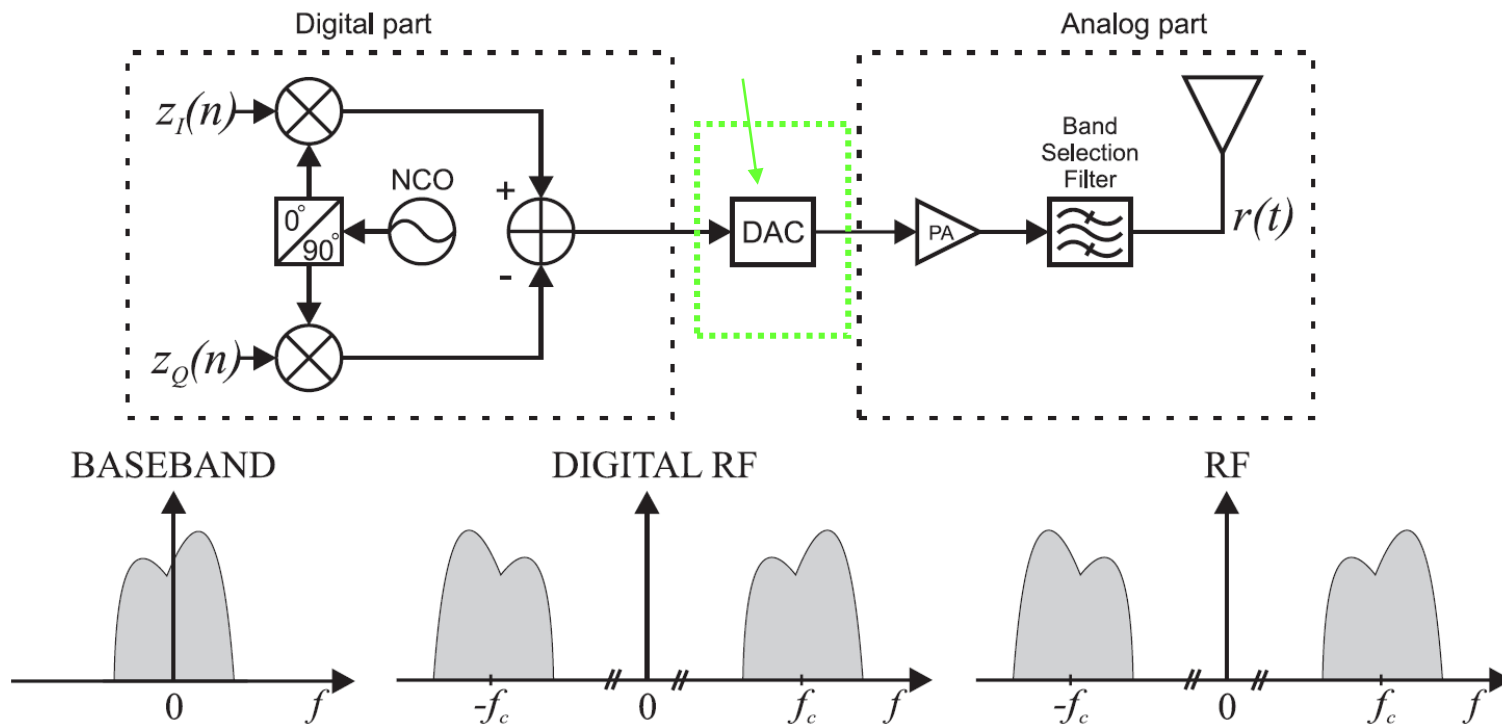 Digital part
Analog part
z_I(n)
NCO
0°
90°
+
-
z_Q(n)
DAC
PA
Band
Selection
Filter
r(t)
BASEBAND
DIGITAL RF
RF
0 f
-f_c 0 f_c f
-f_c 0 f_c f